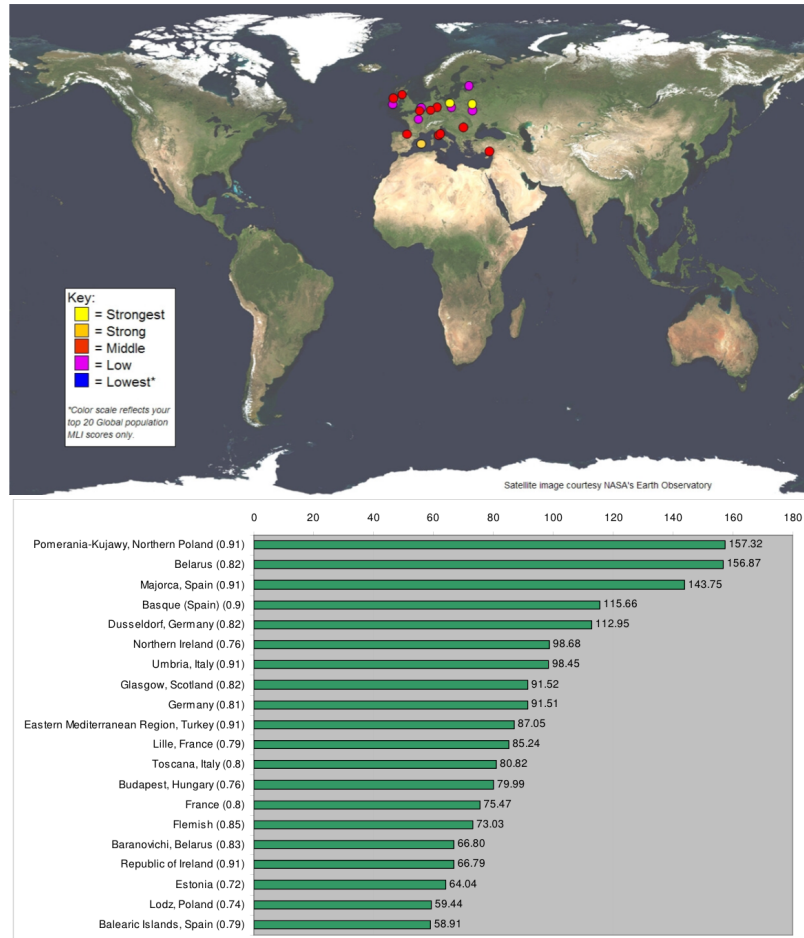 Key:
= Strongest
= Strong
= Middle
= Low
= Lowest*
*Color scale reflects your
top 20 Global population
MLI scores only.
Satellite image courtesy NASA's Earth Observatory
0 20 40 60 80 100 120 140 160 180
Pomerania-Kujawy, Northern Poland (0.91) 157.32
Belarus (0.82) 156.87
Majorca, Spain (0.91) 143.75
Basque (Spain) (0.9) 115.66
Dusseldorf, Germany (0.82) 112.95
Northern Ireland (0.76) 98.68
Umbria, Italy (0.91) 98.45
Glasgow, Scotland (0.82) 91.52
Germany (0.81) 91.51
Eastern Mediterranean Region, Turkey (0.91) 87.05
Lille, France (0.79) 85.24
Toscana, Italy (0.8) 80.82
Budapest, Hungary (0.76) 79.99
France (0.8) 75.47
Flemish (0.85) 73.03
Baranovichi, Belarus (0.83) 66.80
Republic of Ireland (0.91) 66.79
Estonia (0.72) 64.04
Lodz, Poland (0.74) 59.44
Balearic Islands, Spain (0.79) 58.91